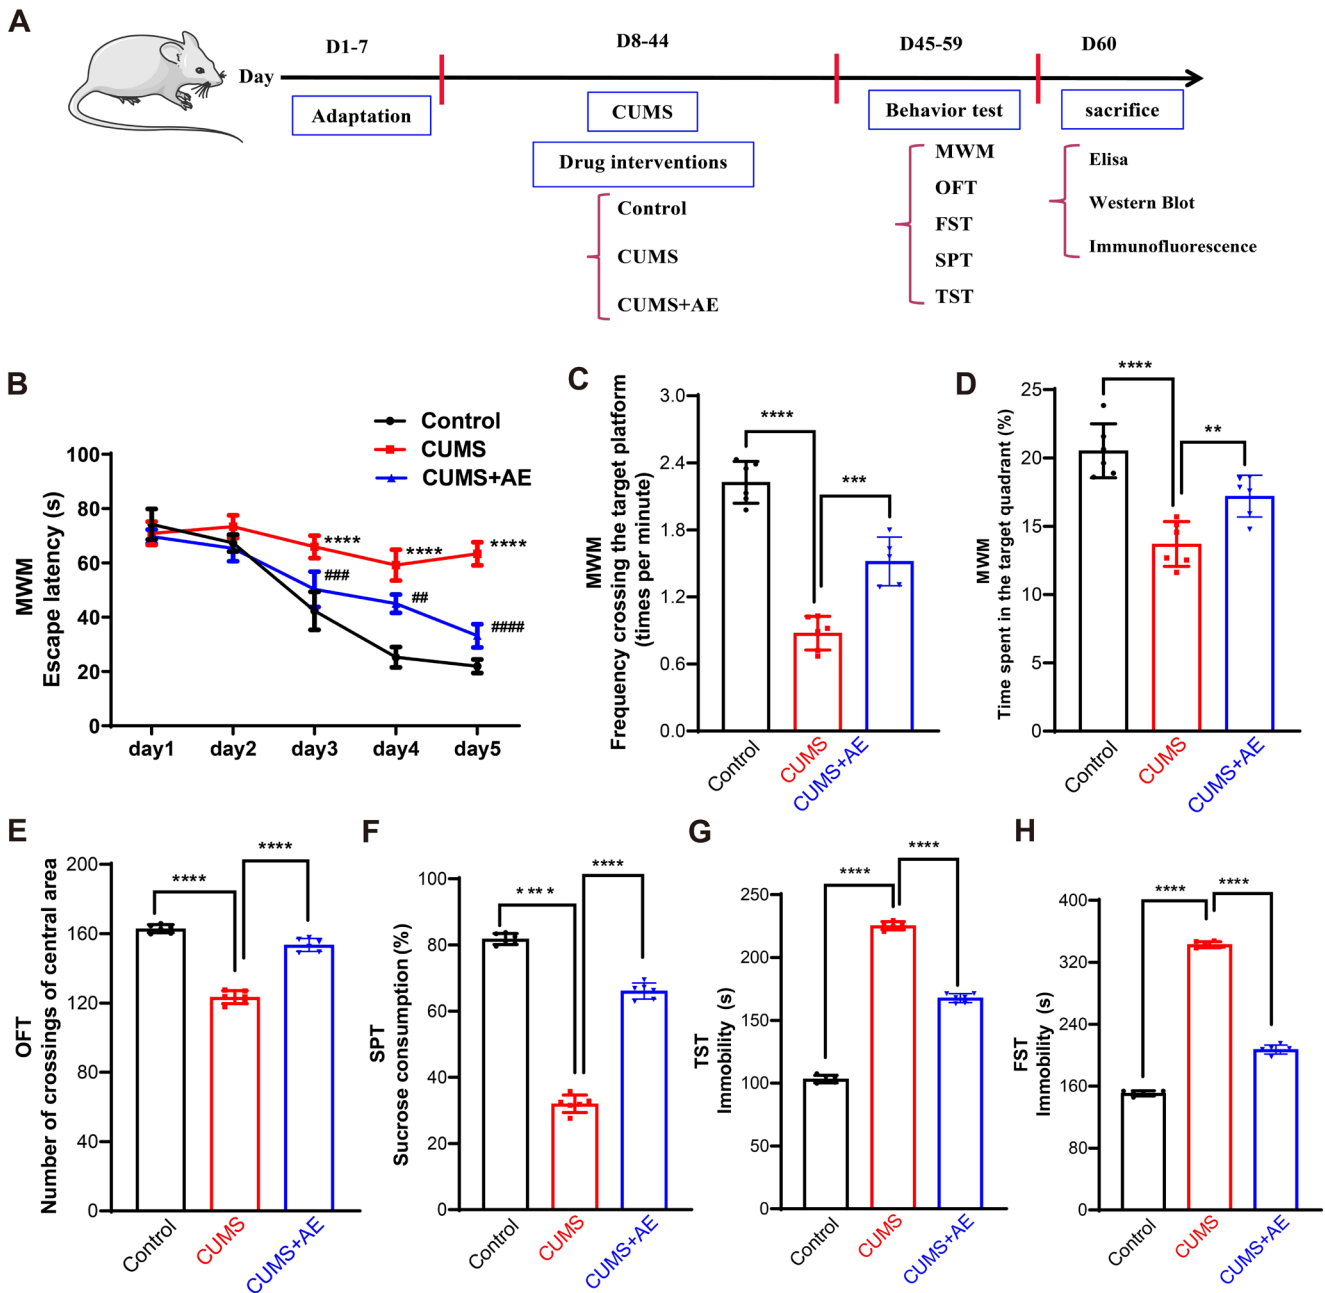 A
D1-7
D8-44
D45-59
D60
Day
Adaptation
CUMS
Behavior test
sacrifice
Drug interventions
Control
CUMS
CUMS+AE
MWM
OFT
FST
SPT
TST
Elisa
Western Blot
Immunofluorescence
B
MWM
Escape latency (s)
100
80
60
40
20
0
Control
CUMS
CUMS+AE
****
****
****
###
##
####
day1
day2
day3
day4
day5
C
MWM
Frequency crossing the target platform
(times per minute)
3.0
2.4
1.8
1.2
0.6
0.0
****
***
Control
CUMS
CUMS+AE
D
MWM
Time spent in the target quadrant (%)
25
20
15
10
5
0
****
**
Control
CUMS
CUMS+AE
E
OFT
Number of crossings of central area
200
160
120
80
40
0
****
****
Control
CUMS
CUMS+AE
F
SPT
Sucrose consumption (%)
100
80
60
40
20
0
* ** *
****
Control
CUMS
CUMS+AE
G
TST
Immobility (s)
250
200
150
100
50
0
****
****
Control
CUMS
CUMS+AE
H
FST
Immobility (s)
400
320
240
160
80
0
****
****
Control
CUMS
CUMS+AE